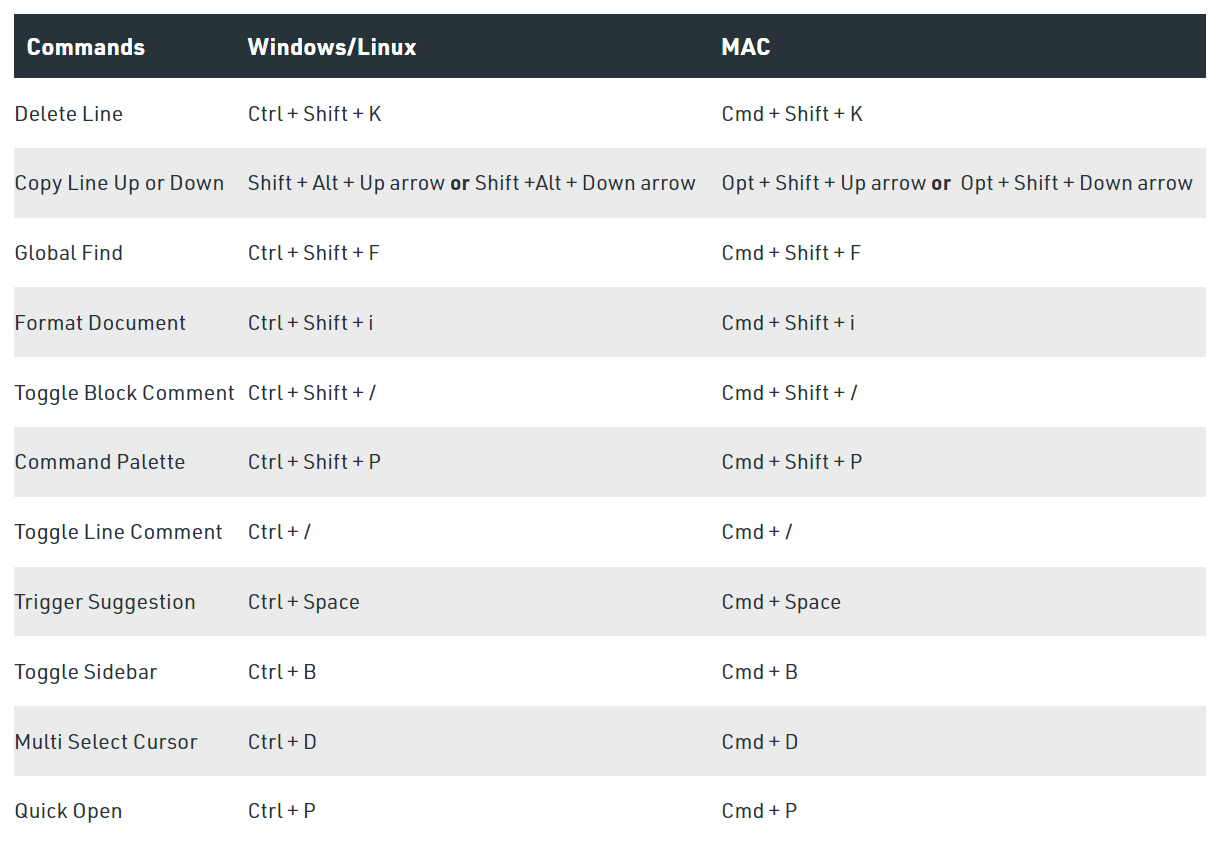 Commands Windows/Linux MAC
Delete Line Ctrl + Shift + K Cmd + Shift + K
Copy Line Up or Down Shift + Alt + Up arrow or Shift +Alt + Down arrow Opt + Shift + Up arrow or Opt + Shift + Down arrow
Global Find Ctrl + Shift + F Cmd + Shift + F
Format Document Ctrl + Shift + i Cmd + Shift + i
Toggle Block Comment Ctrl + Shift + / Cmd + Shift + /
Command Palette Ctrl + Shift + P Cmd + Shift + P
Toggle Line Comment Ctrl + / Cmd + /
Trigger Suggestion Ctrl + Space Cmd + Space
Toggle Sidebar Ctrl + B Cmd + B
Multi Select Cursor Ctrl + D Cmd + D
Quick Open Ctrl + P Cmd + P